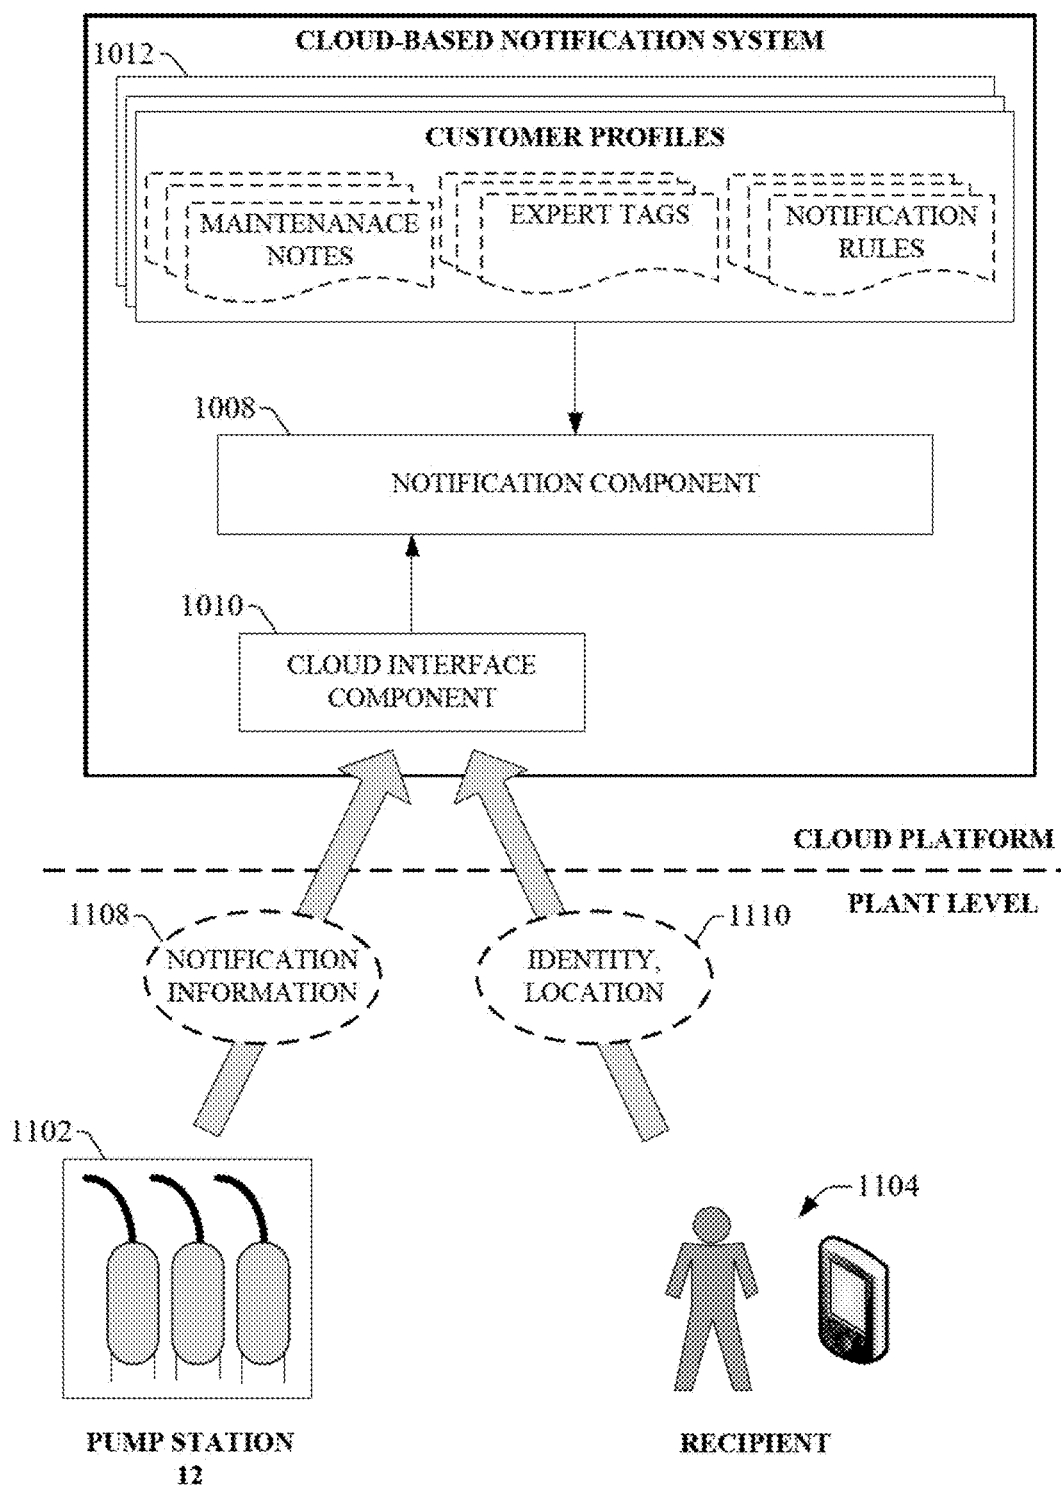 CLOUD-BASED NOTIFICATION SYSTEM
1012
CUSTOMER PROFILES
MAINTENANACE
NOTES
EXPERT TAGS
NOTIFICATION
RULES
1008
NOTIFICATION COMPONENT
1010
CLOUD INTERFACE
COMPONENT
CLOUD PLATFORM
PLANT LEVEL
1108
NOTIFICATION
INFORMATION
1110
IDENTITY,
LOCATION
1102
1104
PUMP STATION
12
RECIPIENT